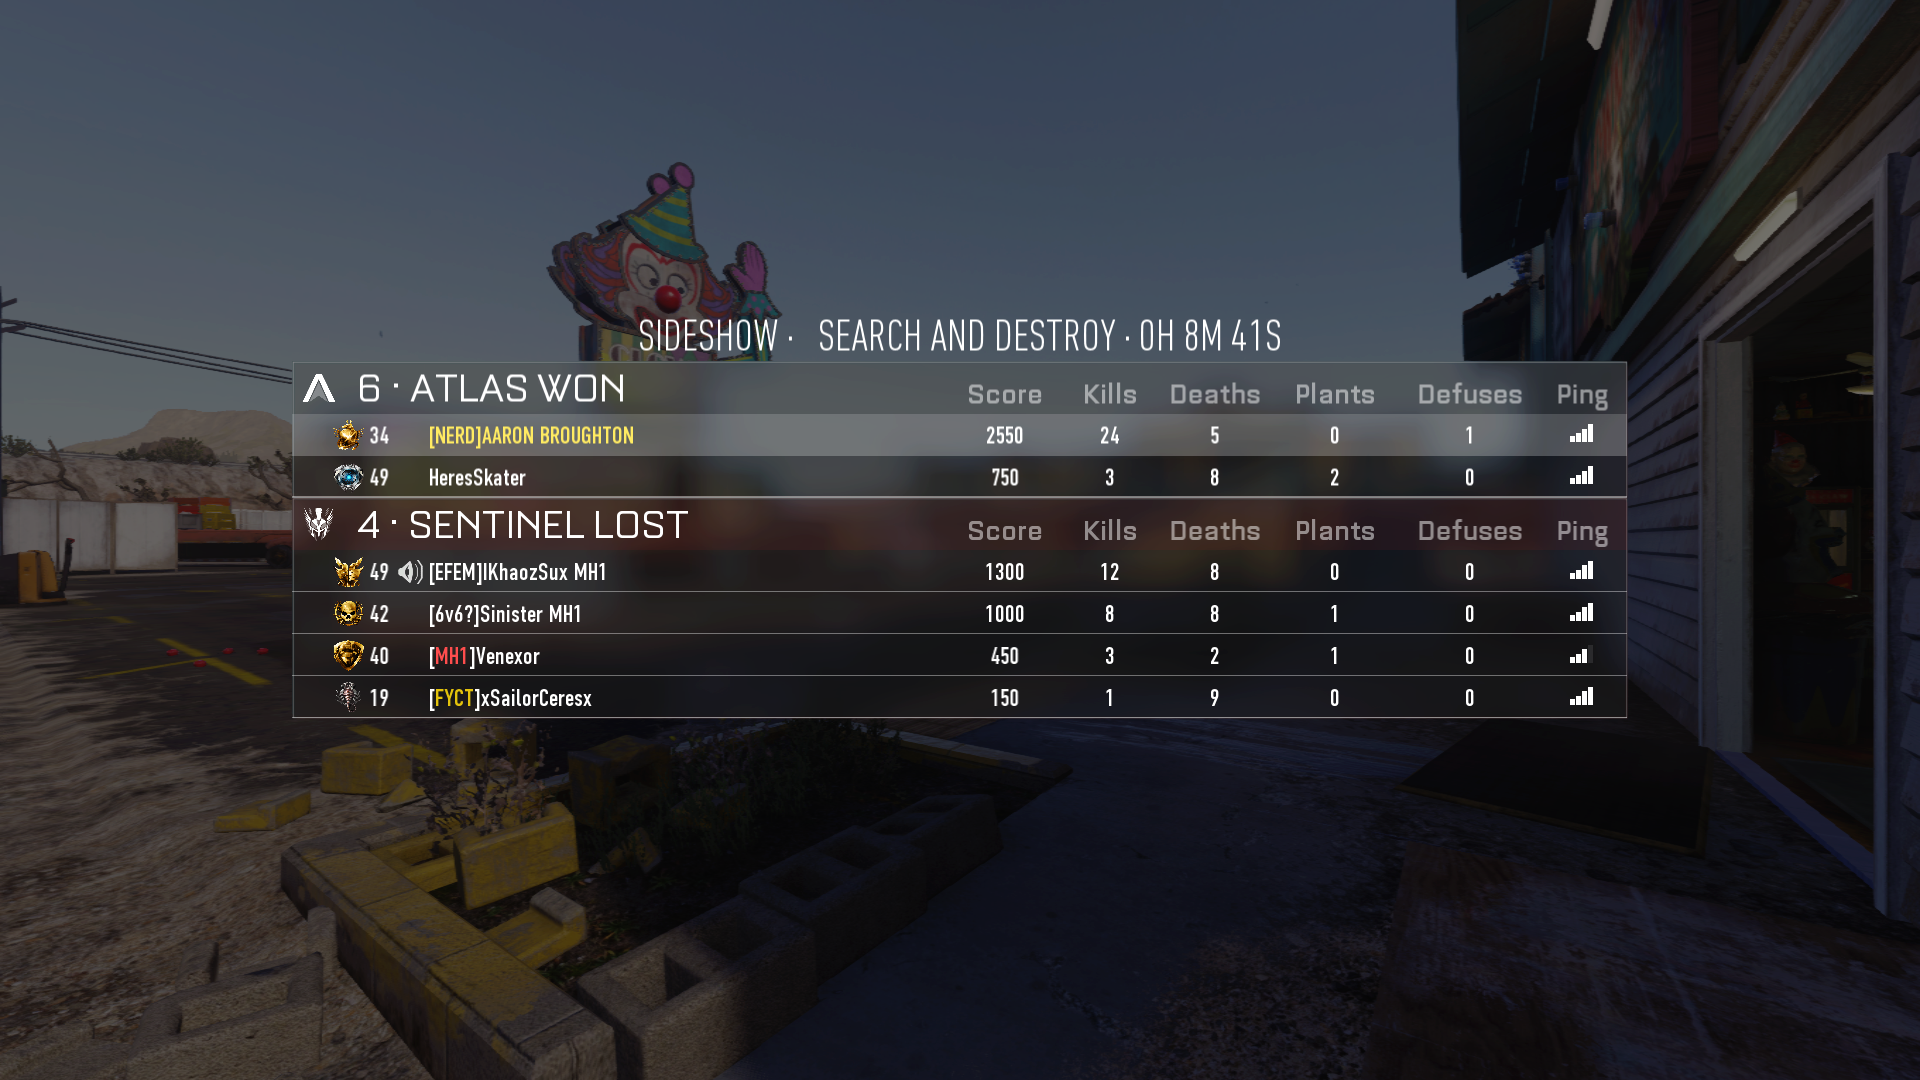 SIDESHOW · SEARCH AND DESTROY · 0H 8M 41S
6 · ATLAS WON Score Kills Deaths Plants Defuses Ping
34 [NERD]AARON BROUGHTON 2550 24 5 0 1
49 HeresSkater 750 3 8 2 0
4 · SENTINEL LOST Score Kills Deaths Plants Defuses Ping
49 [EFEM]IKhaozSux MH1 1300 12 8 0 0
42 [6v6?]Sinister MH1 1000 8 8 1 0
40 [MH1]Venexor 450 3 2 1 0
19 [FYCT]xSailorCeresx 150 1 9 0 0